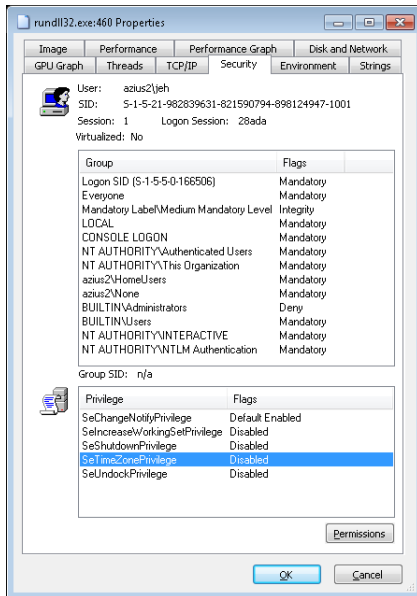 rundll32.exe:460 Properties
Image Performance Performance Graph Disk and Network
GPU Graph Threads TCP/IP Security Environment Strings
User: azius2\jeh
SID: S-1-5-21-982839631-821590794-898124947-1001
Session: 1 Logon Session: 28ada
Virtualized: No
Group Flags
Logon SID (S-1-5-5-0-166506) Mandatory
Everyone Mandatory
Mandatory Label\Medium Mandatory Level Integrity
LOCAL Mandatory
CONSOLE LOGON Mandatory
NT AUTHORITY\Authenticated Users Mandatory
NT AUTHORITY\This Organization Mandatory
azius2\HomeUsers Mandatory
azius2\None Mandatory
BUILTIN\Administrators Deny
BUILTIN\Users Mandatory
NT AUTHORITY\INTERACTIVE Mandatory
NT AUTHORITY\NTLM Authentication Mandatory
Group SID: n/a
Privilege Flags
SeChangeNotifyPrivilege Default Enabled
SeIncreaseWorkingSetPrivilege Disabled
SeShutdownPrivilege Disabled
SeTimeZonePrivilege Disabled
SeUndockPrivilege Disabled
Permissions
OK Cancel